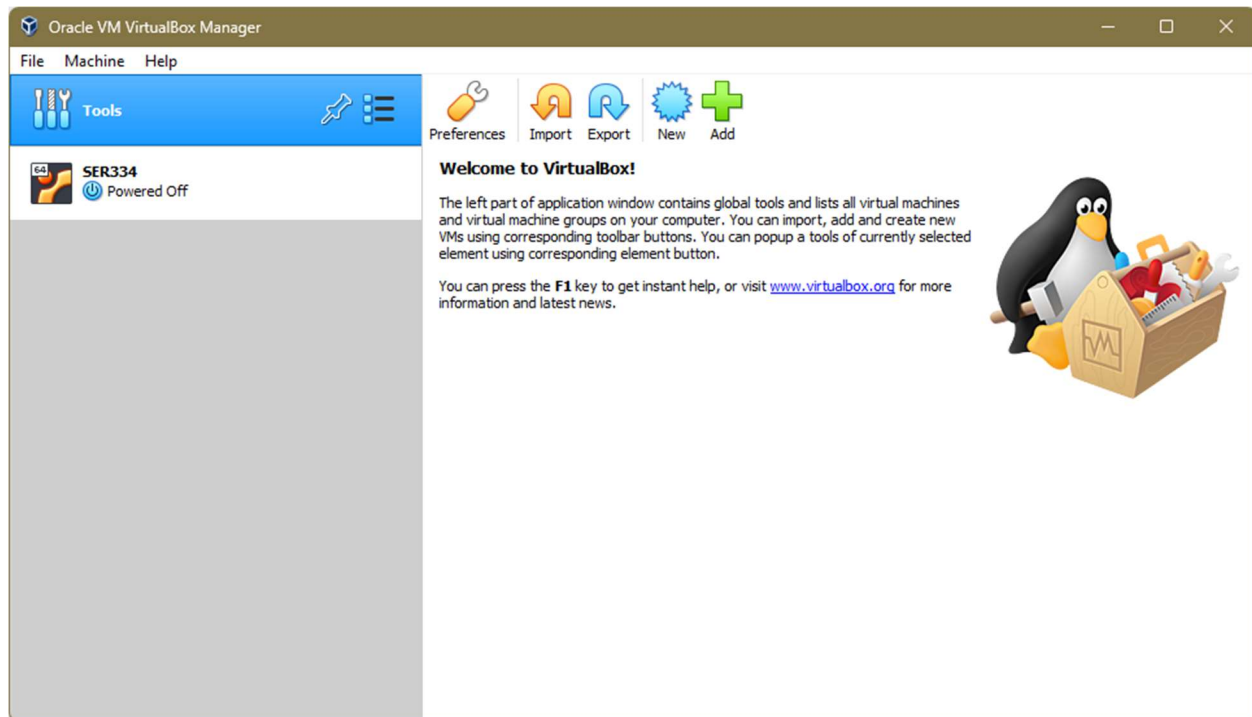 Oracle VM VirtualBox Manager
File Machine Help
Tools
Preferences Import Export New Add
64
SER334
Powered Off
Welcome to VirtualBox!
The left part of application window contains global tools and lists all virtual machines
and virtual machine groups on your computer. You can import, add and create new
VMs using corresponding toolbar buttons. You can popup a tools of currently selected
element using corresponding element button.
You can press the F1 key to get instant help, or visit www.virtualbox.org for more
information and latest news.